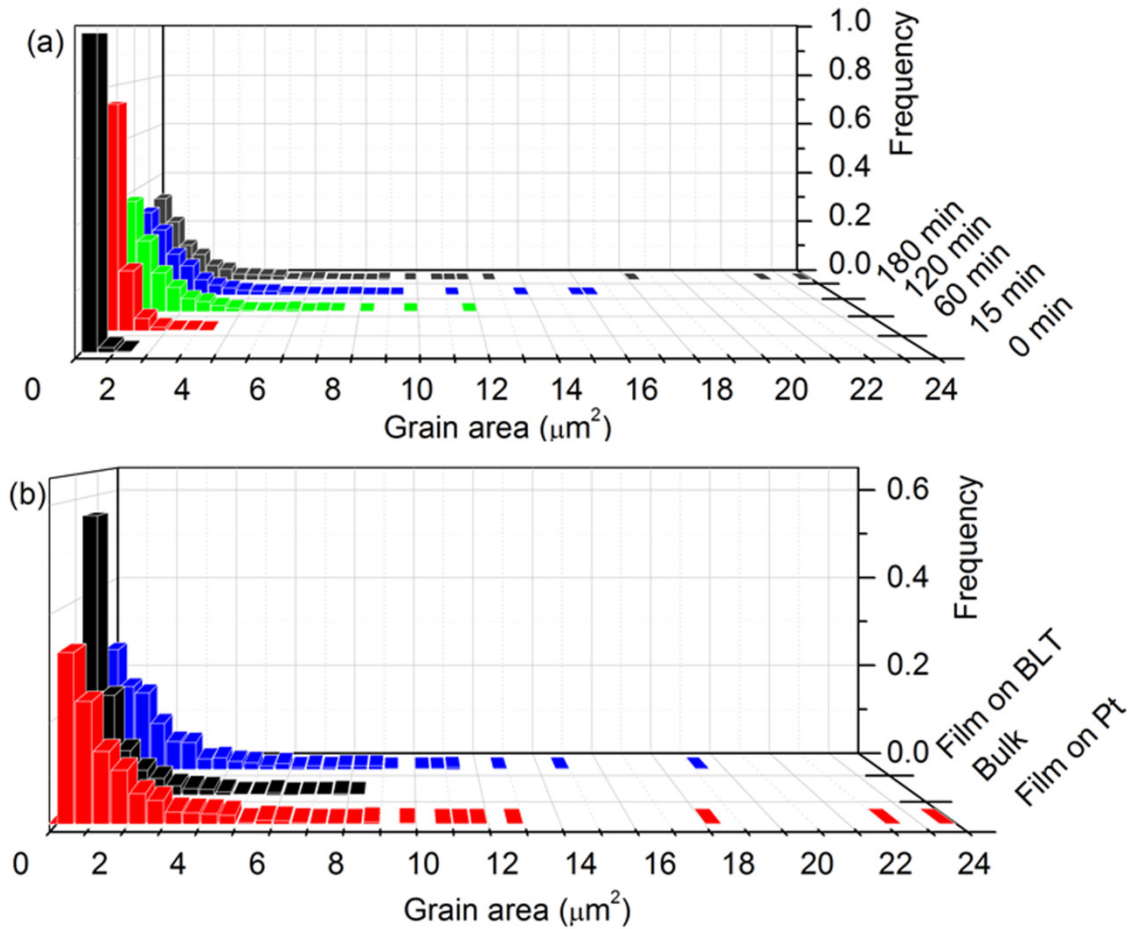 (a)
1.0
0.8
0.6
0.4
0.2
0.0
Frequency
180 min
120 min
60 min
15 min
0 min
0 2 4 6 8 10 12 14 16 18 20 22 24
Grain area (μm²)
(b)
0.6
0.4
0.2
0.0
Frequency
Film on BLT
Bulk
Film on Pt
0 2 4 6 8 10 12 14 16 18 20 22 24
Grain area (μm²)